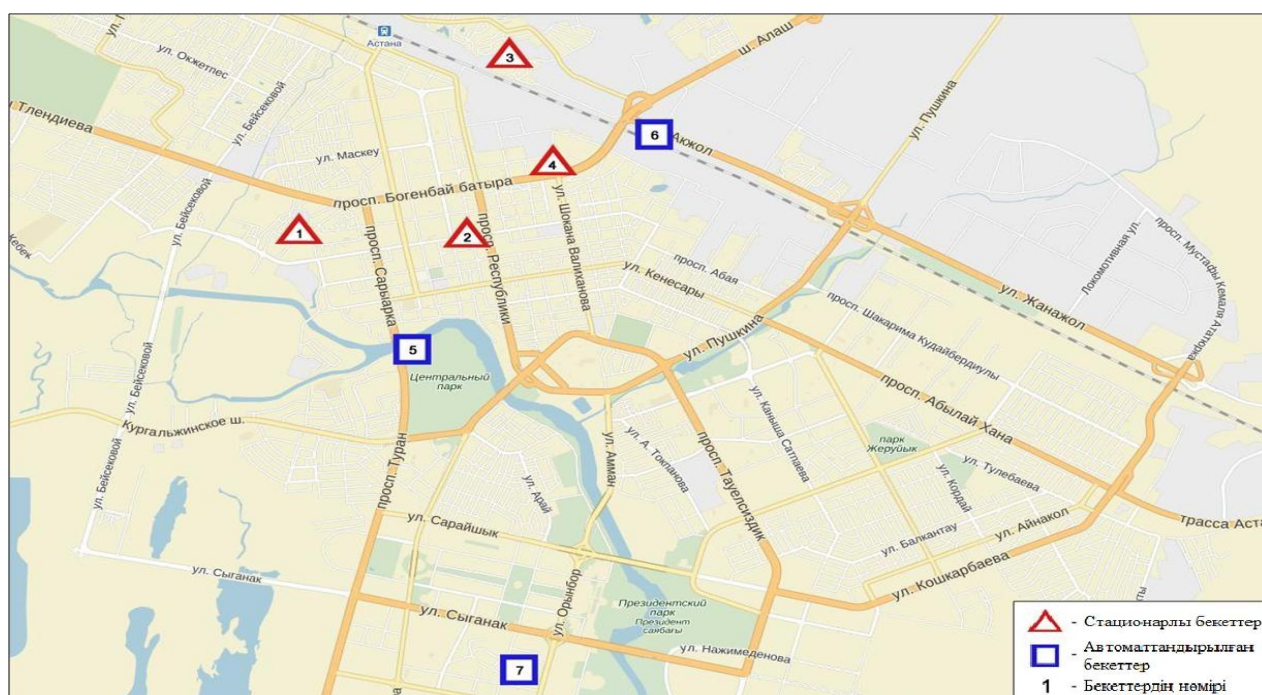 Астана
3
ш. Алаш
ул. Окжетпес
ул. Бейсековой
ул. Пушкина
Тлендиева
6
Акжол
ул. Маскеу
4
просп. Богенбай батыра
ул. Бейсековой
1
2
просп. Сарыарка
просп. Республики
ул. Шокана Валиханова
просп. Абая
ул. Кенесары
Локомотивная ул.
просп. Мустафы Кемаля Ататюрка
Кебек
ул. Жанажол
просп. Шакарима Кудайбердиулы
ул. Пушкина
5
Центральный
парк
ул. Бейсековой
просп. Абылай Хана
Кургальжинское ш.
просп. Туран
ул. Амман
ул. А. Токпанова
ул. Каныша Сатпаева
просп. Тауелсиздик
парк
Жеруйык
ул. Тулебаева
ул. Кордай
ул. Бейсековой
ул. Арай
ул. Сарайшык
ул. Балкантау
ул. Айнакол
трасса Аста
ул. Сыганак
ул. Орынбор
ул. Кошкарбаева
ул. Сыганак
Президентский
парк
Президент
саябағы
ул. Нажимеденова
7
- Стационарлы бекеттер
- Автоматтандырылған
бекеттер
1 - Бекеттердің нөмірі